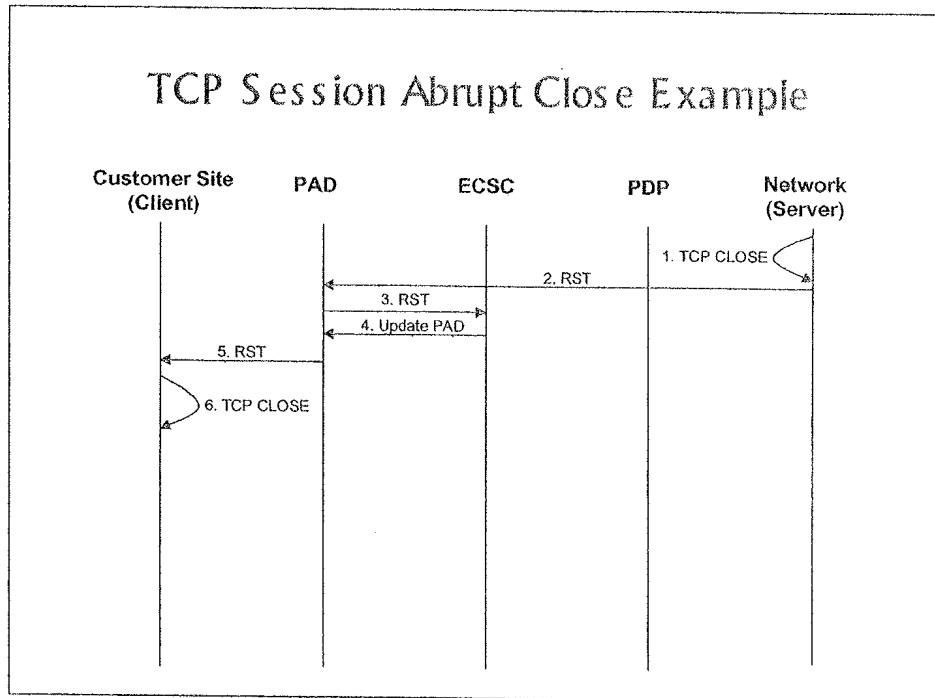 TCP Session Abrupt Close Example
Customer Site
(Client)
PAD
ECSC
PDP
Network
(Server)
1. TCP CLOSE
2. RST
3. RST
4. Update PAD
5. RST
6. TCP CLOSE